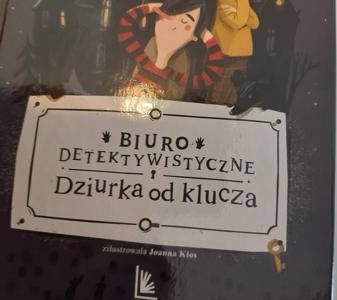 BIURO
DETEKTYWISTYCZNE
Dziurka od klucza
zilustrowała Joanna Kłos